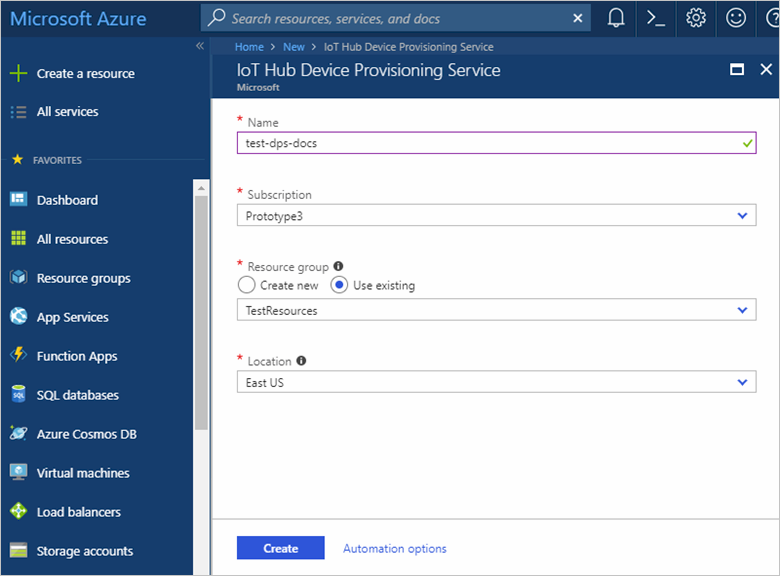 Microsoft Azure
Search resources, services, and docs
Home > New > IoT Hub Device Provisioning Service
IoT Hub Device Provisioning Service
Microsoft
Create a resource
All services
FAVORITES
Dashboard
All resources
Resource groups
App Services
Function Apps
SQL databases
Azure Cosmos DB
Virtual machines
Load balancers
Storage accounts
* Name
test-dps-docs
* Subscription
Prototype3
* Resource group
Create new Use existing
TestResources
* Location
East US
Create Automation options